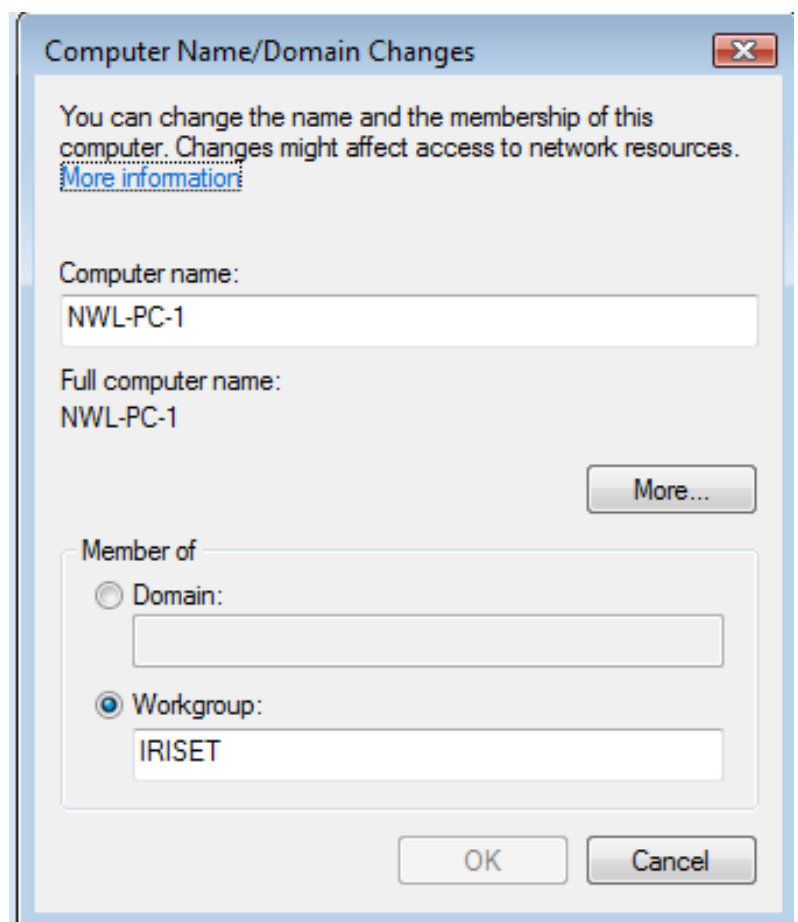 Computer Name/Domain Changes
You can change the name and the membership of this
computer. Changes might affect access to network resources.
More information
Computer name:
NWL-PC-1
Full computer name:
NWL-PC-1
More...
Member of
Domain:
Workgroup:
IRISET
OK
Cancel